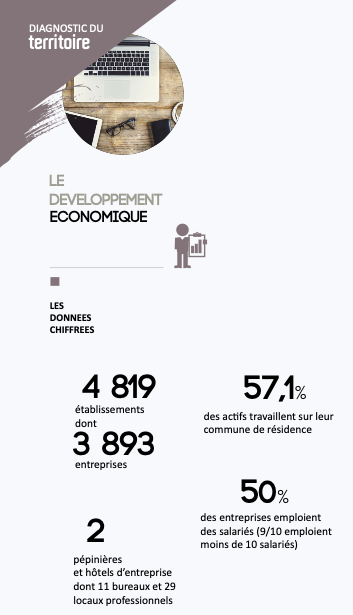 DIAGNOSTIC DU
territoire
LE
DEVELOPPEMENT
ECONOMIQUE
LES
DONNEES
CHIFFREES
4 819
établissements
dont
3 893
entreprises
2
pépinières
et hôtels d'entreprise
dont 11 bureaux et 29
locaux professionnels
57,1%
des actifs travaillent sur leur
commune de résidence
50%
des entreprises emploient
des salariés (9/10 emploient
moins de 10 salariés)